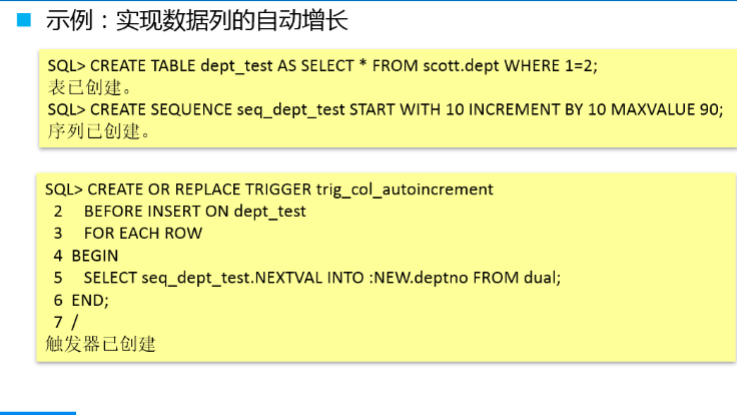 示例：实现数据列的自动增长
SQL> CREATE TABLE dept_test AS SELECT * FROM scott.dept WHERE 1=2;
表已创建。
SQL> CREATE SEQUENCE seq_dept_test START WITH 10 INCREMENT BY 10 MAXVALUE 90;
序列已创建。
SQL> CREATE OR REPLACE TRIGGER trig_col_autoincrement
2 BEFORE INSERT ON dept_test
3 FOR EACH ROW
4 BEGIN
5 SELECT seq_dept_test.NEXTVAL INTO :NEW.deptno FROM dual;
6 END;
7 /
触发器已创建